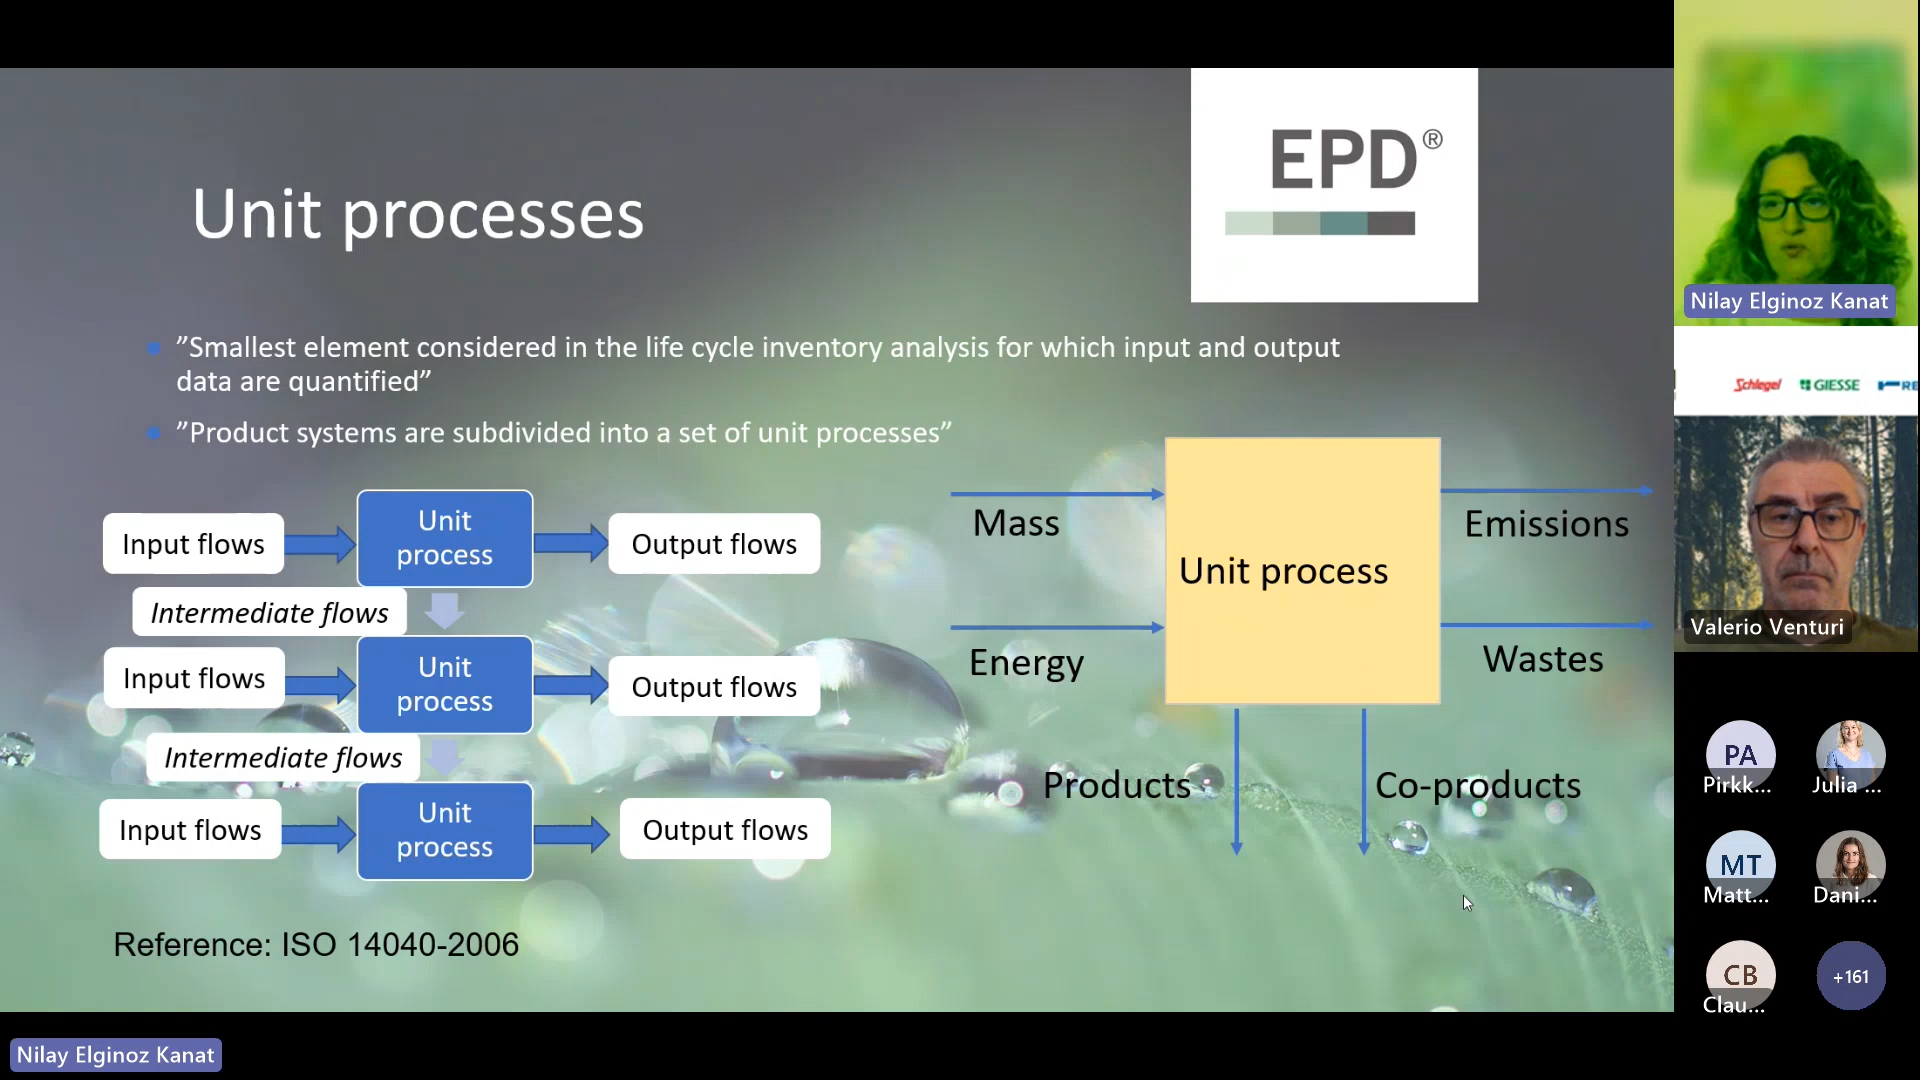 EPD®
Unit processes
”Smallest element considered in the life cycle inventory analysis for which input and output
data are quantified”
”Product systems are subdivided into a set of unit processes”
Input flows
Unit
process
Output flows
Intermediate flows
Input flows
Unit
process
Output flows
Intermediate flows
Input flows
Unit
process
Output flows
Mass
Energy
Unit process
Emissions
Wastes
Products
Co-products
Reference: ISO 14040-2006
Nilay Elginoz Kanat
Nilay Elginoz Kanat
Schlegel GIESSE RE
Valerio Venturi
PA
Pirkk...
Julia ...
MT
Matt...
Dani...
CB
Clau...
+161